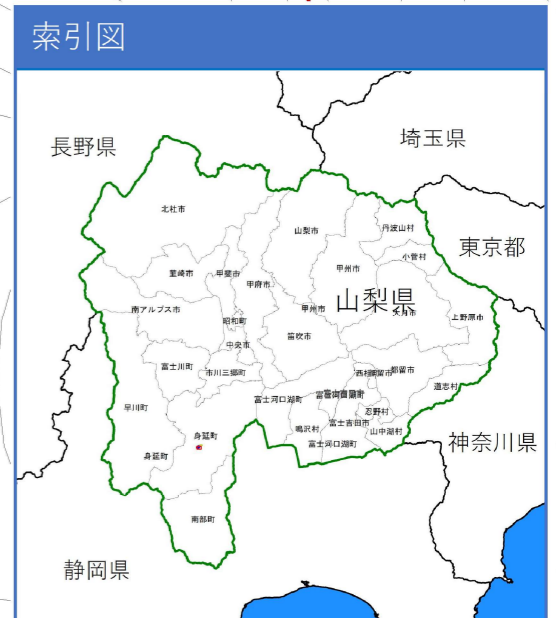 索引図
長野県
埼玉県
北杜市
山梨市
丹波山村
東京都
小菅村
韮崎市
甲斐市
甲州市
甲府市
山梨県
南アルプス市
甲州市
上野原市
昭和町
笛吹市
中央市
富士川町
市川三郷町
都留市
道志村
早川町
富士河口湖町
忍野村
身延町
鳴沢村
富士吉田市
山中湖村
神奈川県
身延町
富士河口湖町
南部町
静岡県